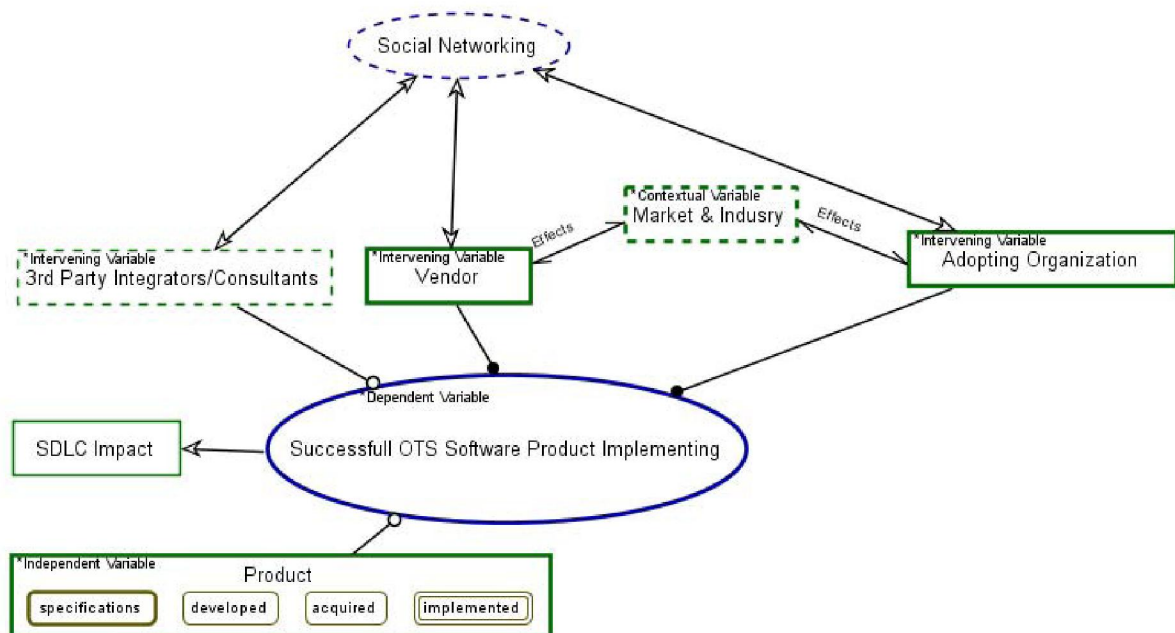 Social Networking
*Contextual Variable
Market & Indusry
Effects
Effects
*Intervening Variable
3rd Party Integrators/Consultants
*Intervening Variable
Vendor
*Intervening Variable
Adopting Organization
*Dependent Variable
Successfull OTS Software Product Implementing
SDLC Impact
*Independent Variable
Product
specifications
developed
acquired
implemented